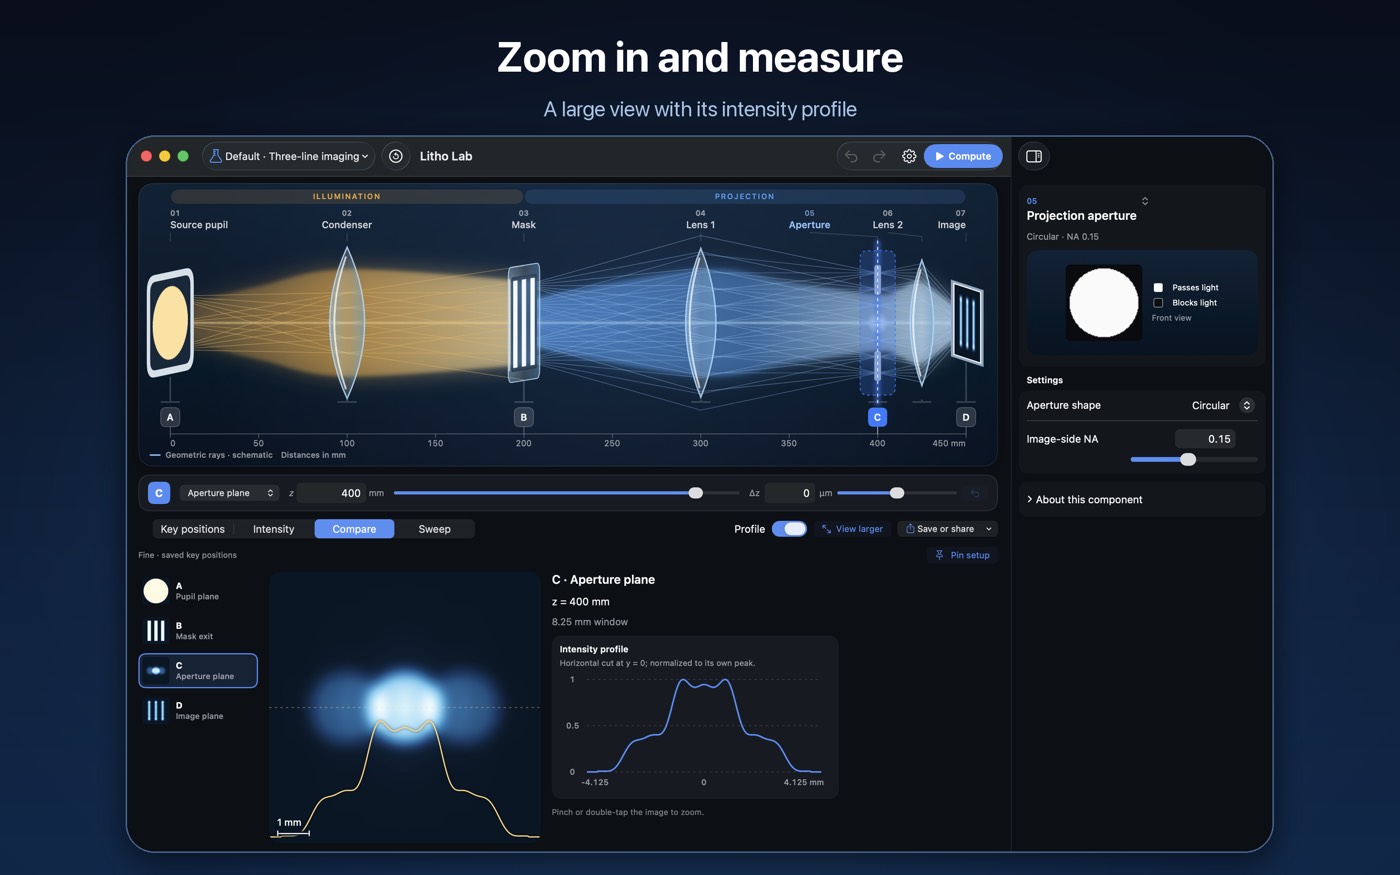 Zoom in and measure
A large view with its intensity profile
Default · Three-line imaging
Litho Lab
Compute
ILLUMINATION
PROJECTION
01
Source pupil
02
Condenser
03
Mask
04
Lens 1
05
Aperture
06
Lens 2
07
Image
A
B
C
D
0 50 100 150 200 250 300 350 400 450 mm
Geometric rays · schematic Distances in mm
C
Aperture plane
z 400 mm
Δz 0 μm
Key positions
Intensity
Compare
Sweep
Profile
View larger
Save or share
Fine · saved key positions
Pin setup
A
Pupil plane
B
Mask exit
C
Aperture plane
D
Image plane
1 mm
C · Aperture plane
z = 400 mm
8.25 mm window
Intensity profile
Horizontal cut at y = 0; normalized to its own peak.
1
0.5
0
-4.125 0 4.125 mm
Pinch or double-tap the image to zoom.
05
Projection aperture
Circular · NA 0.15
Passes light
Blocks light
Front view
Settings
Aperture shape Circular
Image-side NA 0.15
About this component